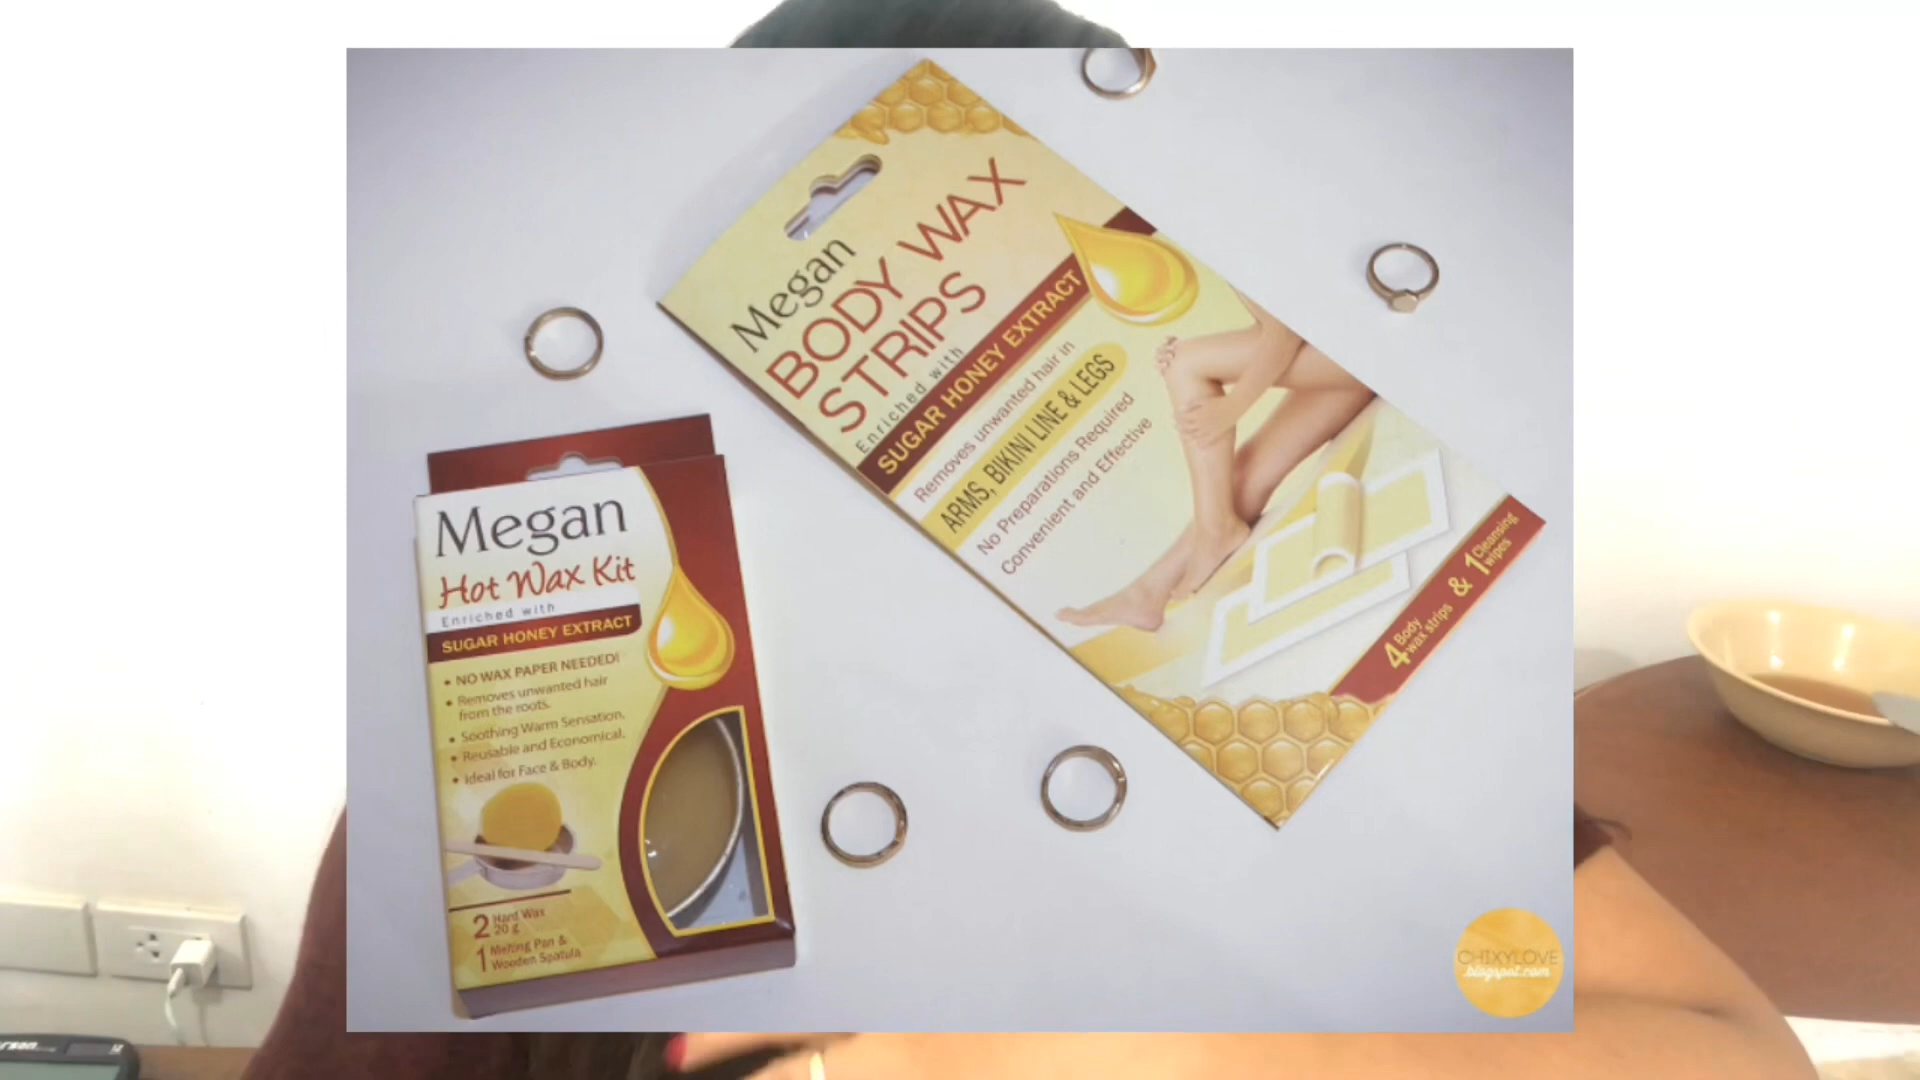 Megan
BODY WAX
STRIPS
Enriched with
SUGAR HONEY EXTRACT
Removes unwanted hair in
ARMS, BIKINI LINE & LEGS
No Preparations Required
Convenient and Effective
4 Body wax strips & 1 Cleansing wipes
Megan
Hot Wax Kit
Enriched with
SUGAR HONEY EXTRACT
• NO WAX PAPER NEEDED!
• Removes unwanted hair
from the roots.
• Soothing Warm Sensation.
• Reusable and Economical.
• Ideal for Face & Body.
2 Hard Wax
20 g
1 Melting Pan &
Wooden Spatula
CHIXYLOVE
.blogspot.com